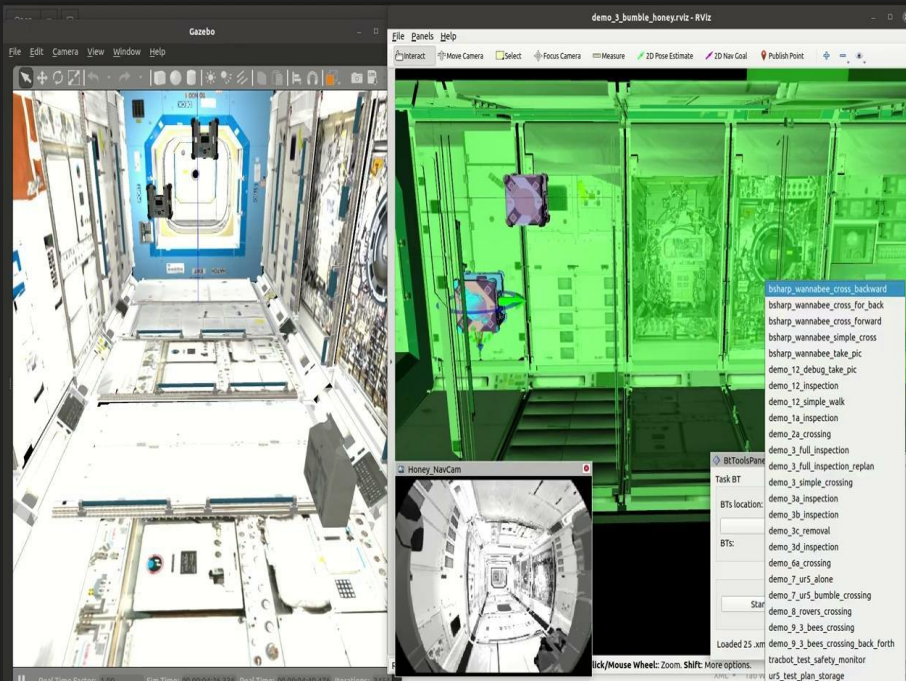 Gazebo
File Edit Camera View Window Help
demo_3_bumble_honey.rviz - RViz
File Panels Help
Interact Move Camera Select Focus Camera Measure 2D Pose Estimate 2D Nav Goal Publish Point
Honey_NavCam
BtToolsPane
Task BT
BTs location:
BTs:
Star
Loaded 25 .xm
bsharp_wannabee_cross_backward
bsharp_wannabee_cross_for_back
bsharp_wannabee_cross_forward
bsharp_wannabee_simple_cross
bsharp_wannabee_take_pic
demo_12_debug_take_pic
demo_12_inspection
demo_12_simple_walk
demo_1a_inspection
demo_2a_crossing
demo_3_full_inspection
demo_3_full_inspection_replan
demo_3_simple_crossing
demo_3a_inspection
demo_3b_inspection
demo_3c_removal
demo_3d_inspection
demo_6a_crossing
demo_7_ur5_alone
demo_7_ur5_bumble_crossing
demo_8_rovers_crossing
demo_9_3_bees_crossing
demo_9_3_bees_crossing_back_forth
tracbot_test_safety_monitor
ur5_test_plan_storage
lick/Mouse Wheel: Zoom. Shift: More options.